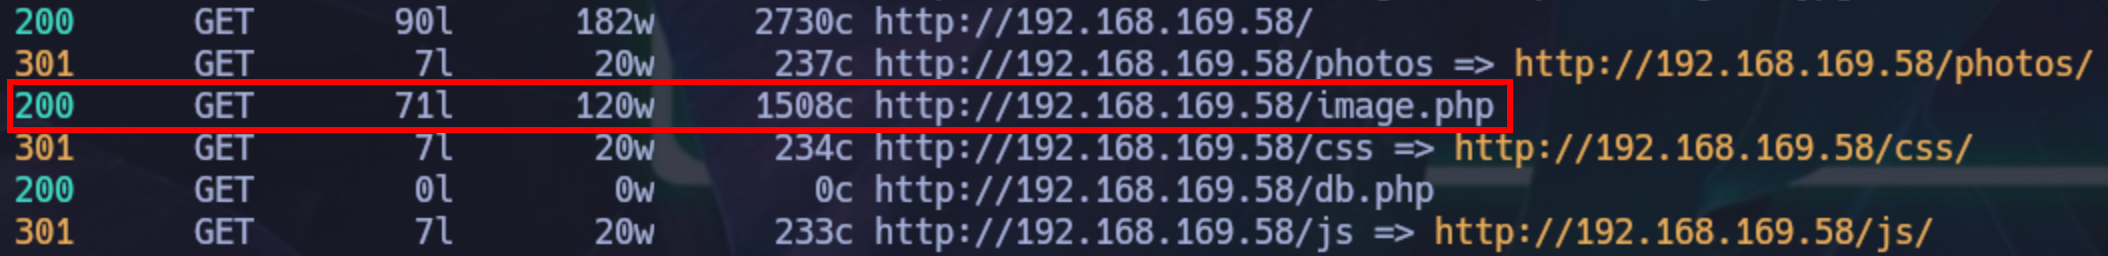 200 GET 90l 182w 2730c http://192.168.169.58/
301 GET 7l 20w 237c http://192.168.169.58/photos => http://192.168.169.58/photos/
200 GET 71l 120w 1508c http://192.168.169.58/image.php
301 GET 7l 20w 234c http://192.168.169.58/css => http://192.168.169.58/css/
200 GET 0l 0w 0c http://192.168.169.58/db.php
301 GET 7l 20w 233c http://192.168.169.58/js => http://192.168.169.58/js/